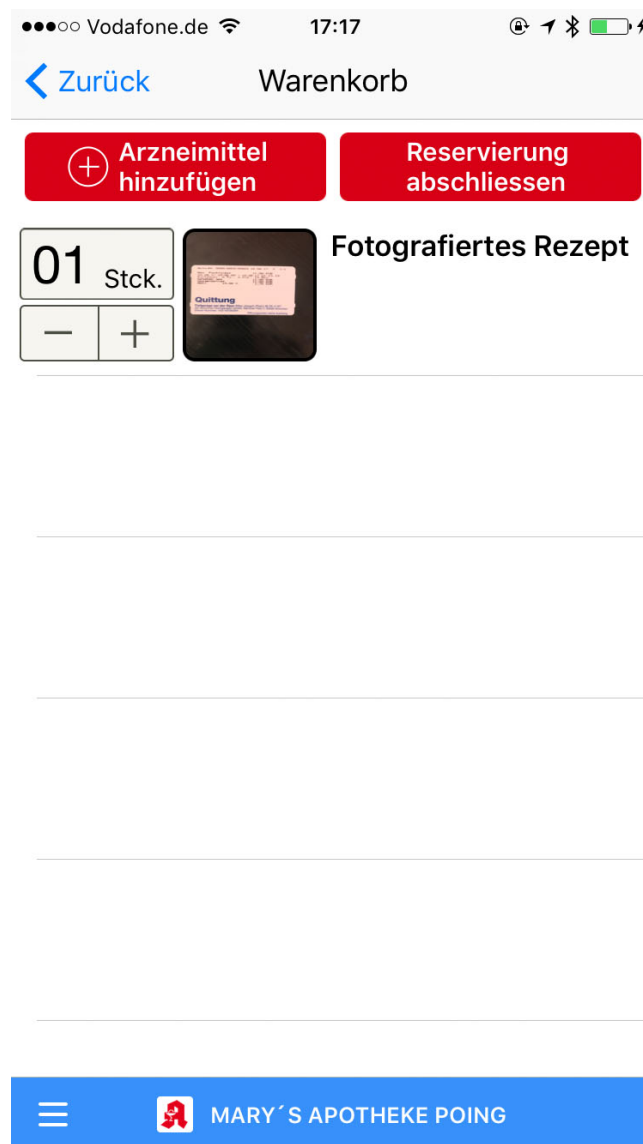 Vodafone.de 17:17
Zurück Warenkorb
Arzneimittel
hinzufügen
Reservierung
abschliessen
01 Stck.
Fotografiertes Rezept
− +
Quittung
MARY´S APOTHEKE POING